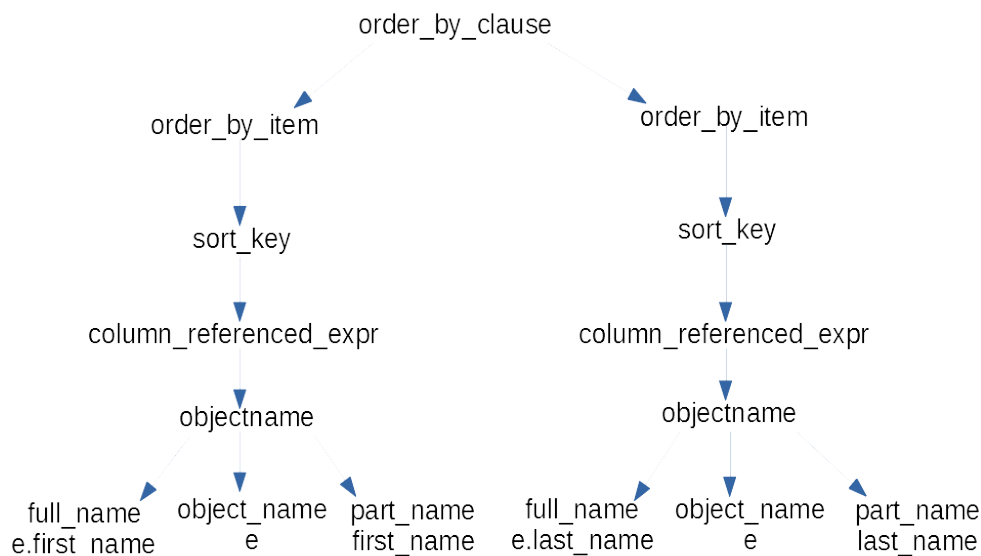 order_by_clause
order_by_item
order_by_item
sort_key
sort_key
column_referenced_expr
column_referenced_expr
objectname
objectname
full_name
e.first_name
object_name
e
part_name
first_name
full_name
e.last_name
object_name
e
part_name
last_name